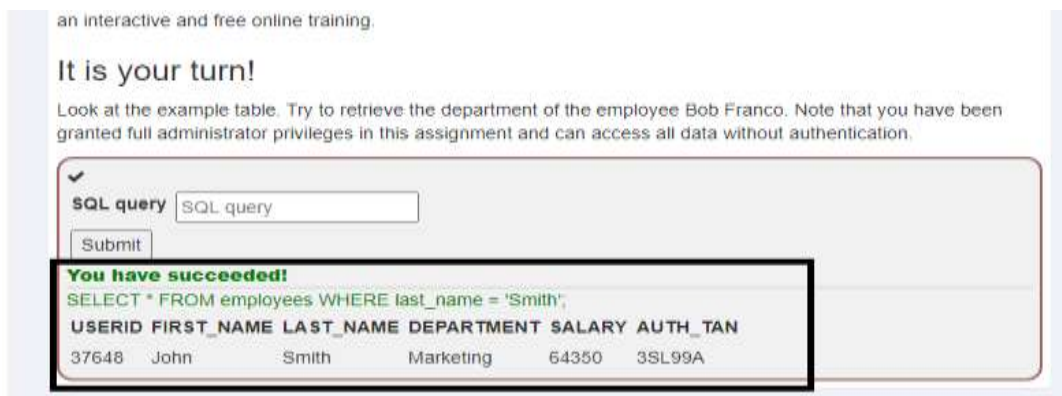 an interactive and free online training.
It is your turn!
Look at the example table. Try to retrieve the department of the employee Bob Franco. Note that you have been
granted full administrator privileges in this assignment and can access all data without authentication.
✔
SQL query SQL query
Submit
You have succeeded!
SELECT * FROM employees WHERE last_name = 'Smith';
USERID FIRST_NAME LAST_NAME DEPARTMENT SALARY AUTH_TAN
37648 John Smith Marketing 64350 3SL99A